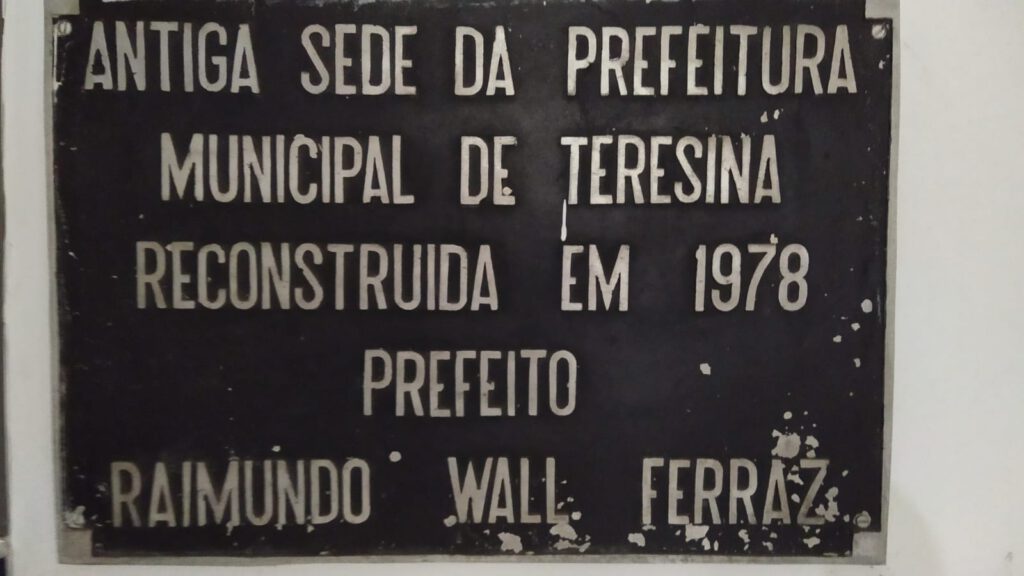 ANTIGA SEDE DA PREFEITURA
MUNICIPAL DE TERESINA
RECONSTRUIDA EM 1978
PREFEITO
RAIMUNDO WALL FERRAZ